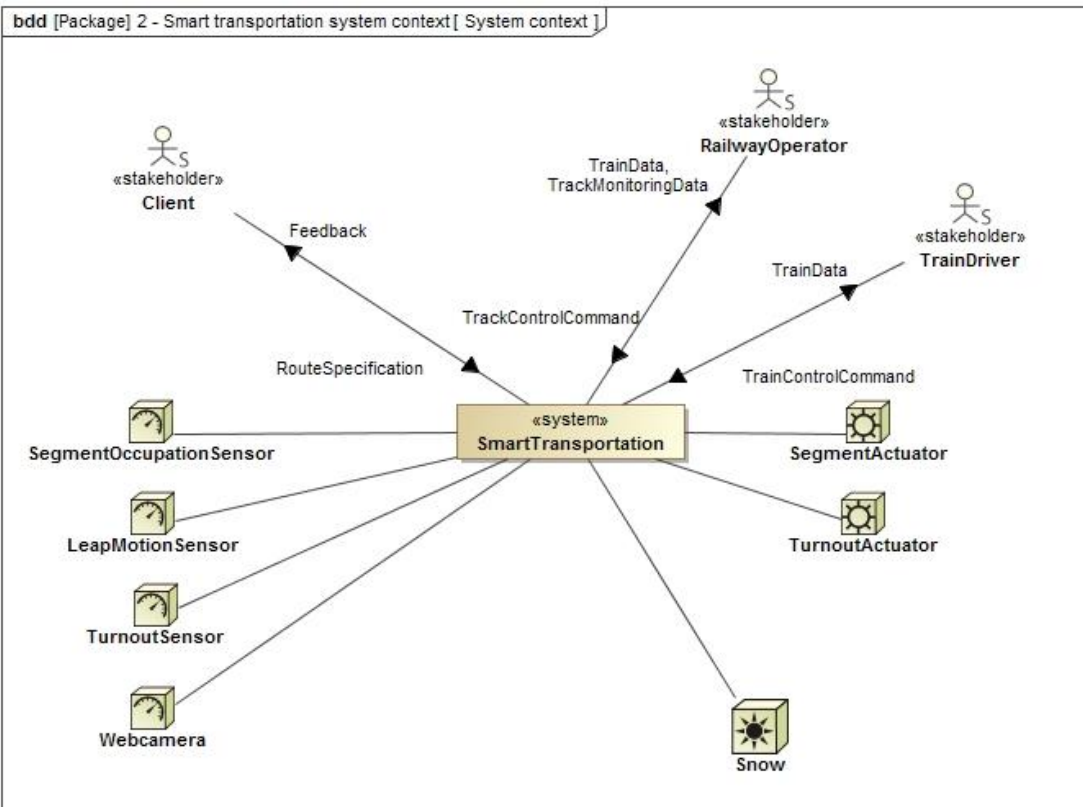 bdd [Package] 2 - Smart transportation system context [ System context ]
S
«stakeholder»
RailwayOperator
S
«stakeholder»
Client
TrainData,
TrackMonitoringData
S
«stakeholder»
TrainDriver
Feedback
TrainData
TrackControlCommand
RouteSpecification
TrainControlCommand
«system»
SmartTransportation
SegmentOccupationSensor
SegmentActuator
LeapMotionSensor
TurnoutActuator
TurnoutSensor
Webcamera
Snow